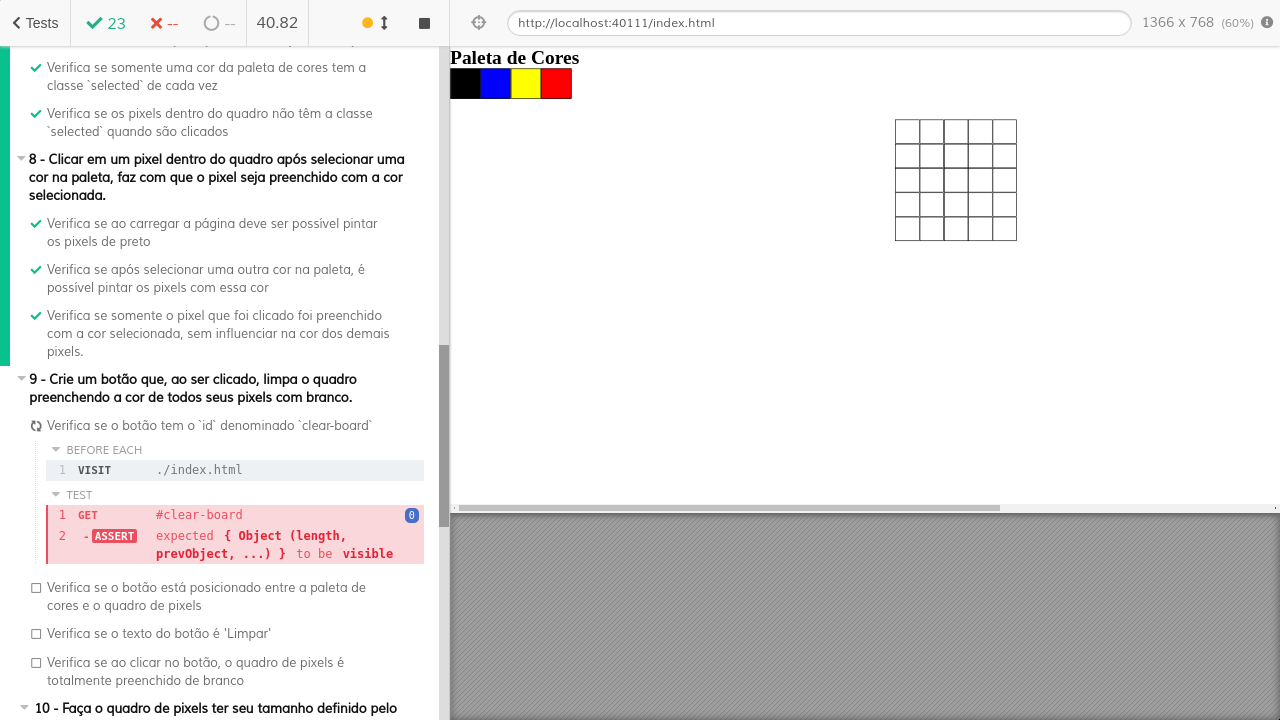 Tests
23
--
--
40.82
http://localhost:40111/index.html
1366 x 768 (60%)
Verifica se somente uma cor da paleta de cores tem a
classe `selected` de cada vez
Verifica se os pixels dentro do quadro não têm a classe
`selected` quando são clicados
8 - Clicar em um pixel dentro do quadro após selecionar uma
cor na paleta, faz com que o pixel seja preenchido com a cor
selecionada.
Verifica se ao carregar a página deve ser possível pintar
os pixels de preto
Verifica se após selecionar uma outra cor na paleta, é
possível pintar os pixels com essa cor
Verifica se somente o pixel que foi clicado foi preenchido
com a cor selecionada, sem influenciar na cor dos demais
pixels.
9 - Crie um botão que, ao ser clicado, limpa o quadro
preenchendo a cor de todos seus pixels com branco.
Verifica se o botão tem o `id` denominado `clear-board`
BEFORE EACH
1 VISIT ./index.html
TEST
1 GET #clear-board 0
2 -ASSERT expected { Object (length,
prevObject, ...) } to be visible
Verifica se o botão está posicionado entre a paleta de
cores e o quadro de pixels
Verifica se o texto do botão é 'Limpar'
Verifica se ao clicar no botão, o quadro de pixels é
totalmente preenchido de branco
10 - Faça o quadro de pixels ter seu tamanho definido pelo
Paleta de Cores